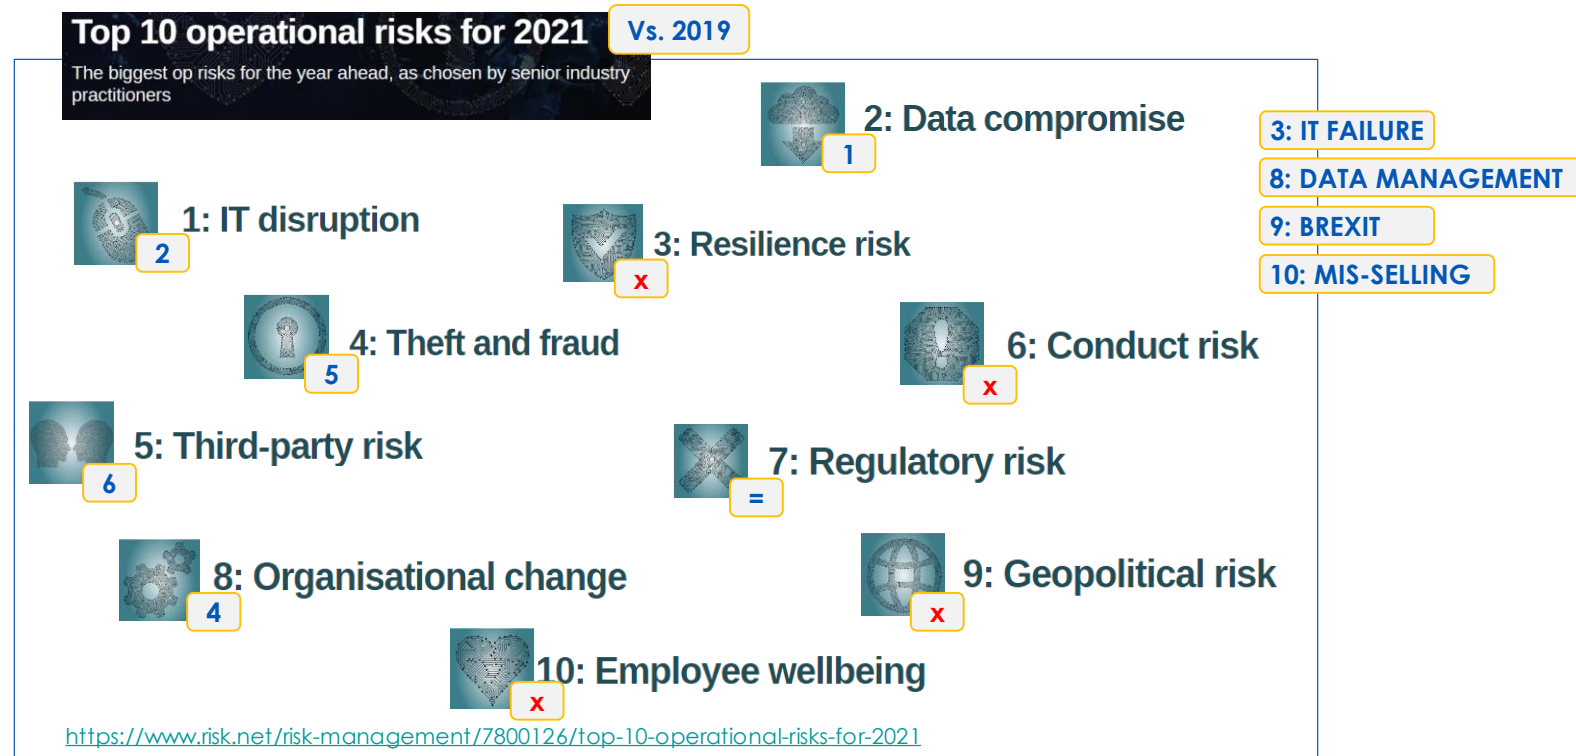 Top 10 operational risks for 2021
Vs. 2019
The biggest op risks for the year ahead, as chosen by senior industry
practitioners
2: Data compromise
1
3: IT FAILURE
8: DATA MANAGEMENT
9: BREXIT
10: MIS-SELLING
1: IT disruption
2
3: Resilience risk
x
4: Theft and fraud
5
6: Conduct risk
x
5: Third-party risk
6
7: Regulatory risk
=
8: Organisational change
4
9: Geopolitical risk
x
10: Employee wellbeing
x
https://www.risk.net/risk-management/7800126/top-10-operational-risks-for-2021